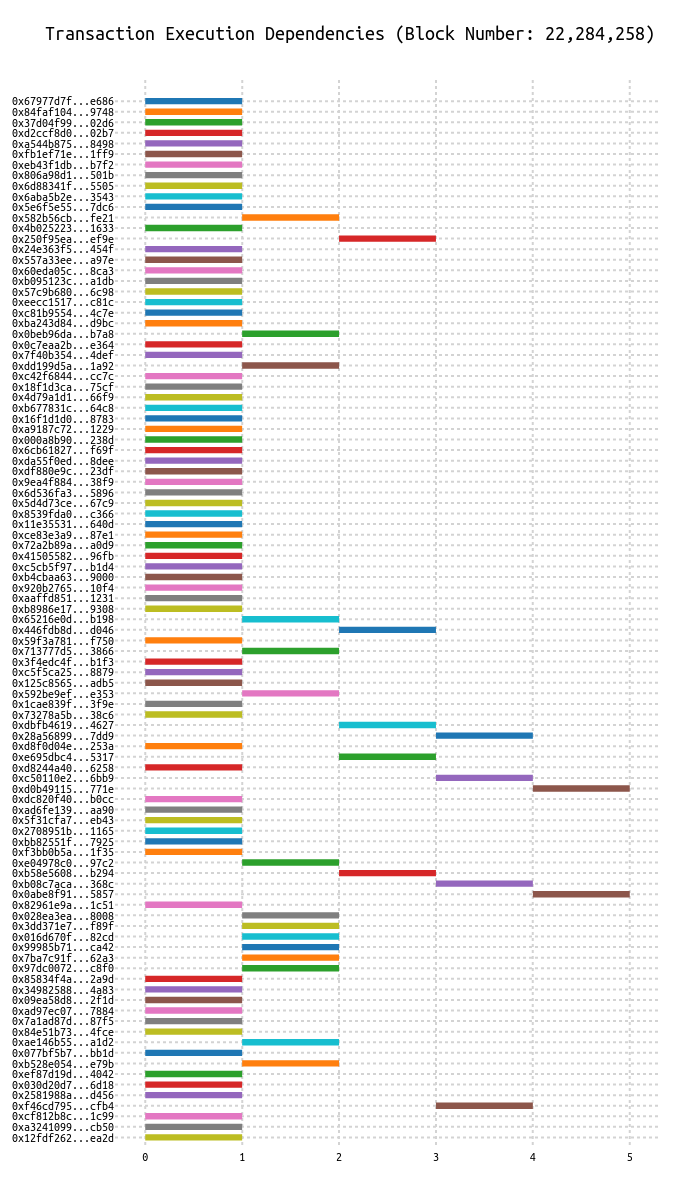 Transaction Execution Dependencies (Block Number: 22,284,258)
0x67977d7f...e686
0x84faf104...9748
0x37d04f99...02d6
0xd2ccf8d0...02b7
0xa544b875...8498
0xfb1ef71e...1ff9
0xeb43f1db...b7f2
0x806a98d1...501b
0x6d88341f...5505
0x6aba5b2e...3543
0x5e6f5e55...7dc6
0x582b56cb...fe21
0x4b025223...1633
0x250f95ea...ef9e
0x24e363f5...454f
0x557a33ee...a97e
0x60eda05c...8ca3
0xb095123c...a1db
0x57c9b680...6c98
0xeecc1517...c81c
0xc81b9554...4c7e
0xba243d84...d9bc
0x0beb96da...b7a8
0x0c7eaa2b...e364
0x7f40b354...4def
0xdd199d5a...1a92
0xc42f6844...cc7c
0x18f1d3ca...75cf
0x4d79a1d1...66f9
0xb677831c...64c8
0x16f1d1d0...8783
0xa9187c72...1229
0x000a8b90...238d
0x6cb61827...f69f
0xda55f0ed...8dee
0xdf880e9c...23df
0x9ea4f884...38f9
0x6d536fa3...5896
0x5d4d73ce...67c9
0x8539fda0...c366
0x11e35531...640d
0xce83e3a9...87e1
0x72a2b89a...a0d9
0x41505582...96fb
0xc5cb5f97...b1d4
0xb4cbaa63...9000
0x920b2765...10f4
0xaaffd851...1231
0xb8986e17...9308
0x65216e0d...b198
0x446fdb8d...d046
0x59f3a781...f750
0x713777d5...3866
0x3f4edc4f...b1f3
0xc5f5ca25...8879
0x125c8565...adb5
0x592be9ef...e353
0x1cae839f...3f9e
0x73278a5b...38c6
0xdbfb4619...4627
0x28a56899...7dd9
0xd8f0d04e...253a
0xe695dbc4...5317
0xd8244a40...6258
0xc50110e2...6bb9
0xd0b49115...771e
0xdc820f40...b0cc
0xad6fe139...aa90
0x5f31cfa7...eb43
0x2708951b...1165
0xbb82551f...7925
0xf3bb0b5a...1f35
0xe04978c0...97c2
0xb58e5608...b294
0xb08c7aca...368c
0x0abe8f91...5857
0x82961e9a...1c51
0x028ea3ea...8008
0x3dd371e7...f89f
0x016d670f...82cd
0x99985b71...ca42
0x7ba7c91f...62a3
0x97dc0072...c8f0
0x85834f4a...2a9d
0x34982588...4a83
0x09ea58d8...2f1d
0xad97ec07...7884
0x7a1ad87d...87f5
0x84e51b73...4fce
0xae146b55...a1d2
0x077bf5b7...bb1d
0xb528e054...e79b
0xef87d19d...4042
0x030d20d7...6d18
0x2581988a...d456
0xf46cd795...cfb4
0xcf812b8c...1c99
0xa3241099...cb50
0x12fdf262...ea2d
0 1 2 3 4 5